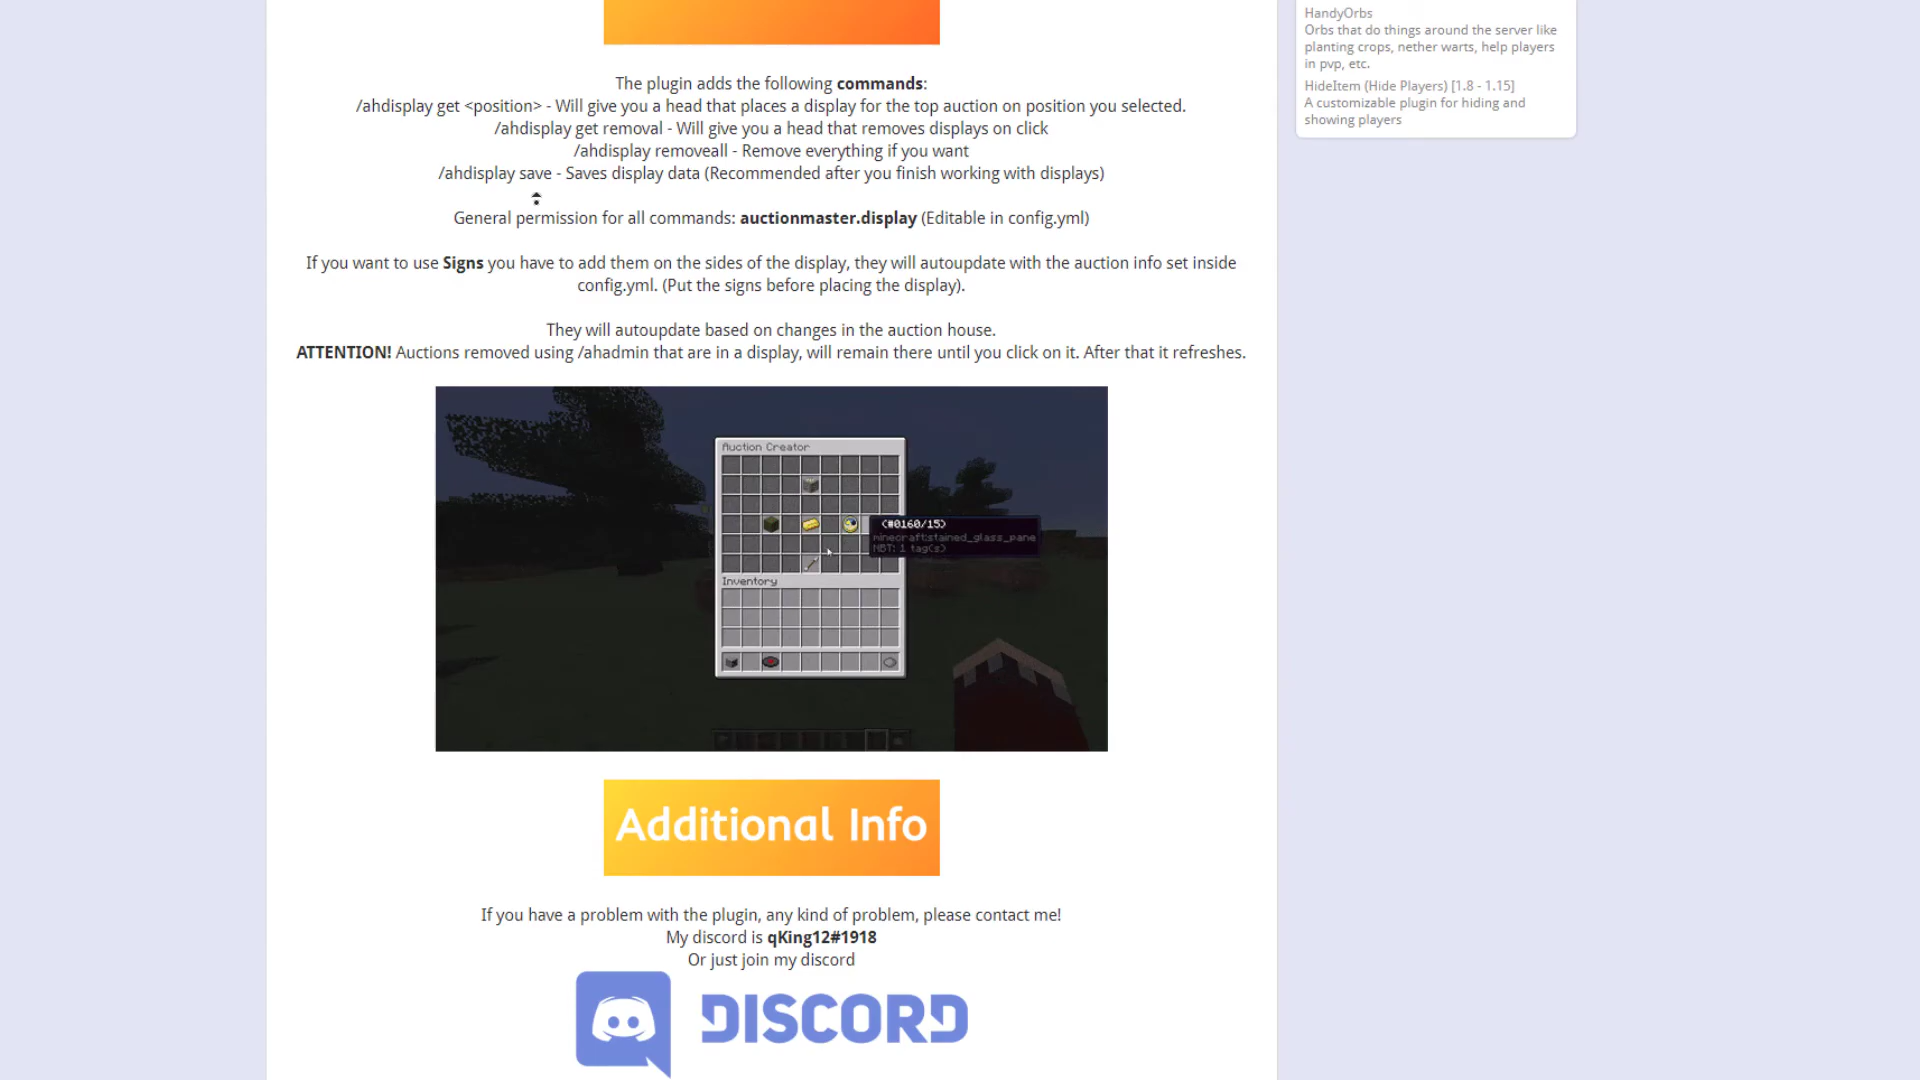 HandyOrbs
Orbs that do things around the server like
planting crops, nether warts, help players
in pvp, etc.
HideItem (Hide Players) [1.8 - 1.15]
A customizable plugin for hiding and
showing players
The plugin adds the following commands:
/ahdisplay get <position> - Will give you a head that places a display for the top auction on position you selected.
/ahdisplay get removal - Will give you a head that removes displays on click
/ahdisplay removeall - Remove everything if you want
/ahdisplay save - Saves display data (Recommended after you finish working with displays)
General permission for all commands: auctionmaster.display (Editable in config.yml)
If you want to use Signs you have to add them on the sides of the display, they will autoupdate with the auction info set inside
config.yml. (Put the signs before placing the display).
They will autoupdate based on changes in the auction house.
ATTENTION! Auctions removed using /ahadmin that are in a display, will remain there until you click on it. After that it refreshes.
Auction Creator
(#0160/15)
minecraft:stained_glass_pane
NBT: 1 tag(s)
Inventory
Additional Info
If you have a problem with the plugin, any kind of problem, please contact me!
My discord is qKing12#1918
Or just join my discord
DISCORD